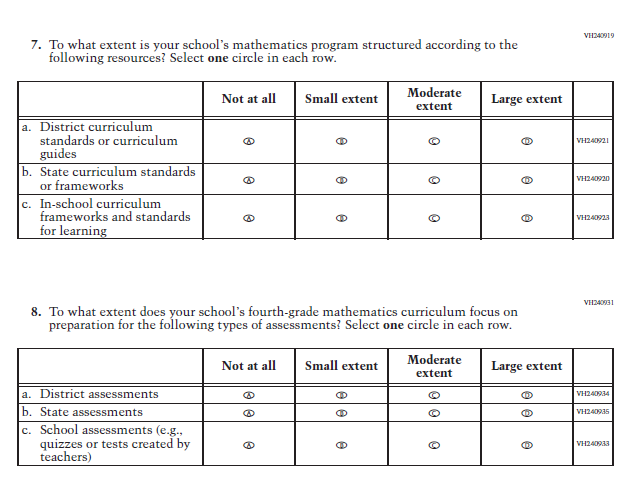 VH240919
7. To what extent is your school's mathematics program structured according to the
following resources? Select one circle in each row.
Not at all Small extent Moderate extent Large extent
a. District curriculum
standards or curriculum
guides
A B C D VH240921
b. State curriculum standards
or frameworks
A B C D VH240920
c. In-school curriculum
frameworks and standards
for learning
A B C D VH240923
VH240931
8. To what extent does your school's fourth-grade mathematics curriculum focus on
preparation for the following types of assessments? Select one circle in each row.
Not at all Small extent Moderate extent Large extent
a. District assessments A B C D VH240934
b. State assessments A B C D VH240935
c. School assessments (e.g.,
quizzes or tests created by
teachers)
A B C D VH240933